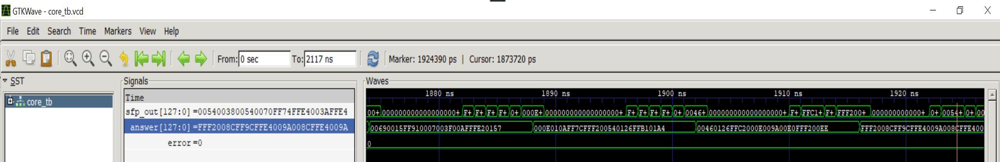 GTKWave - core_tb.vcd
File Edit Search Time Markers View Help
From: 0 sec To: 2117 ns Marker: 1924390 ps | Cursor: 1873720 ps
SST Signals Waves
core_tb
Time 1880 ns 1890 ns 1900 ns 1910 ns 1920 ns
sfp_out[127:0] =0054003800540070FF74FFE4003AFFE4 00+ 000000000000000000+ F+ F+ F+ F+ 0+ 000E+ 000000000000000000+ F+ F+ F+ F+ 0+ 0046+ 000000000000000000+ F+ FFC1+ F+ FFF200+ 000000000000+ 0+ 0054+ 0+ 00
answer[127:0] =FFF2008CFF9CFFE4009A008CFFE4009A 00690015FF910007003F00AFFFE20157 000E010AFF7CFFF200540126FFB101A4 00460126FFC2000E009A00E0FFF200EE FFF2008CFF9CFFE4009A008CFFE400
error =0 0